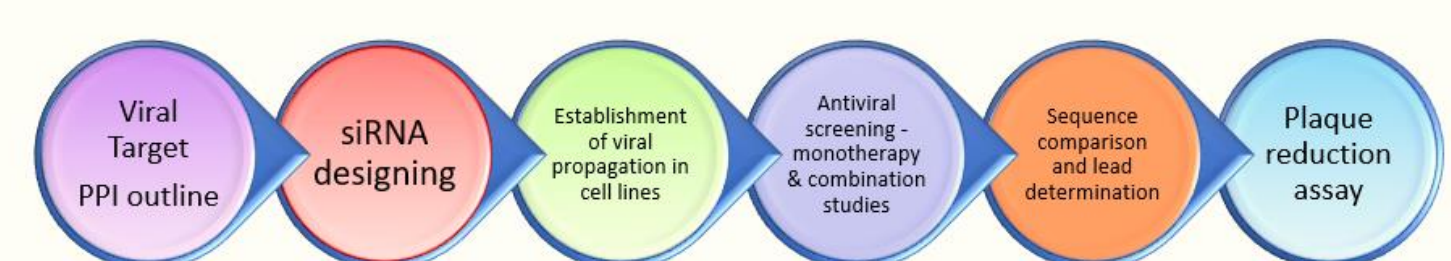 Viral
Target
PPI outline
siRNA
designing
Establishment
of viral
propagation in
cell lines
Antiviral
screening -
monotherapy
& combination
studies
Sequence
comparison
and lead
determination
Plaque
reduction
assay